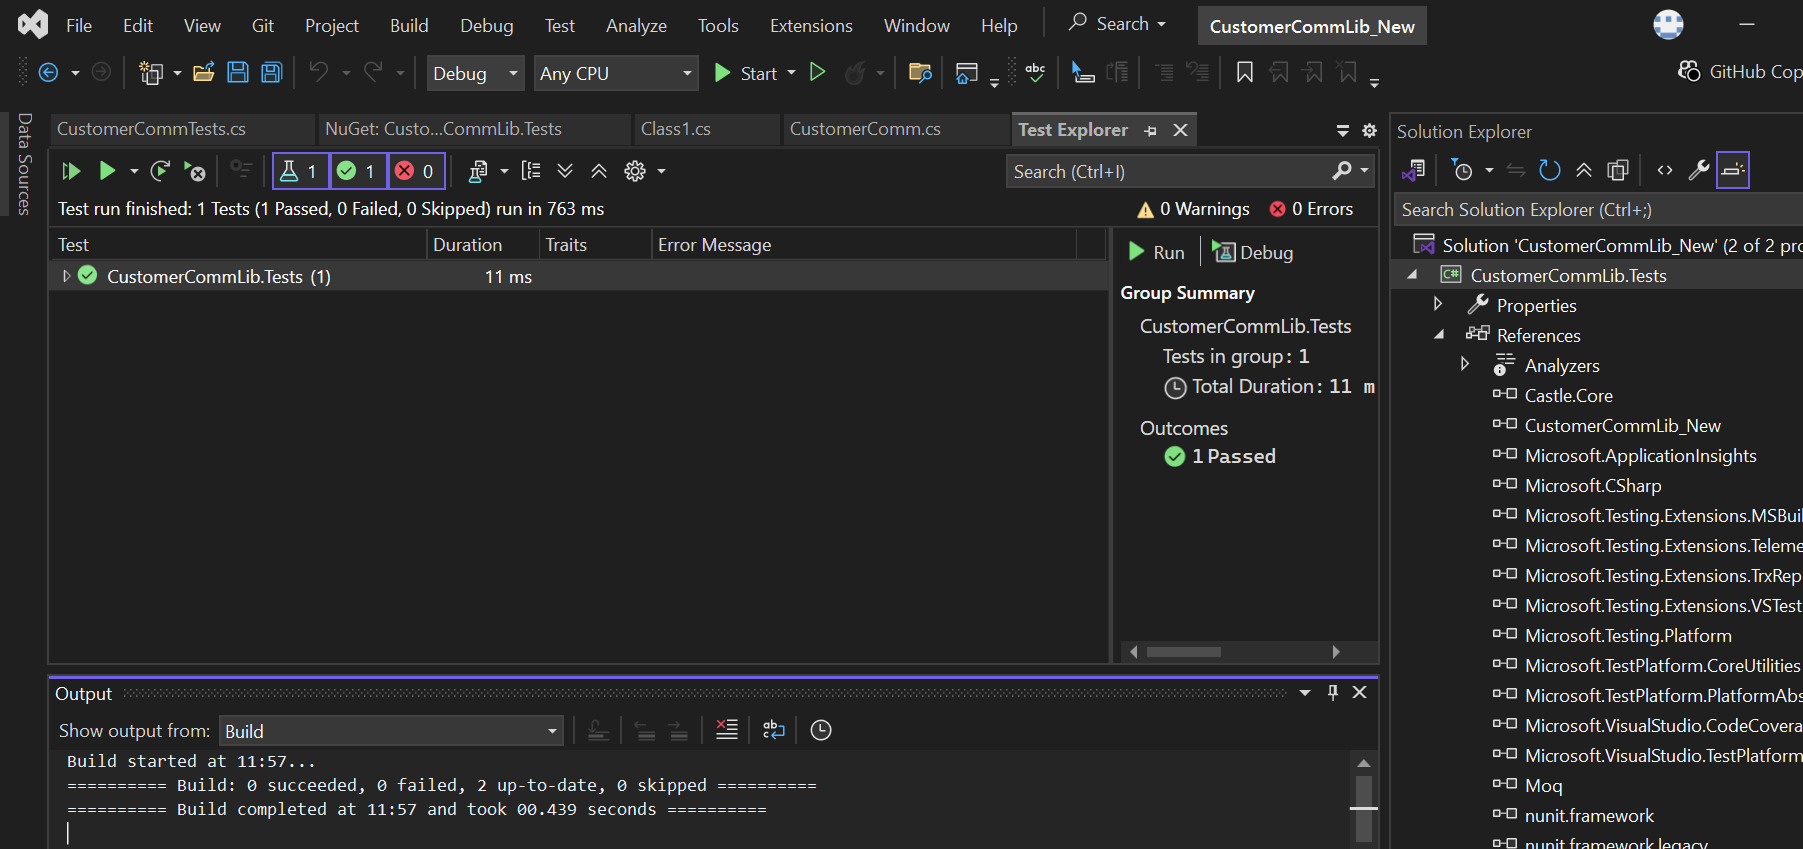 File Edit View Git Project Build Debug Test Analyze Tools Extensions Window Help Search CustomerCommLib_New
Debug Any CPU Start abc GitHub Cop
Data Sources
CustomerCommTests.cs NuGet: Custo...CommLib.Tests Class1.cs CustomerComm.cs Test Explorer
1 1 0 Search (Ctrl+I)
Test run finished: 1 Tests (1 Passed, 0 Failed, 0 Skipped) run in 763 ms 0 Warnings 0 Errors
Test Duration Traits Error Message
CustomerCommLib.Tests (1) 11 ms
Run Debug
Group Summary
CustomerCommLib.Tests
Tests in group: 1
Total Duration: 11 m
Outcomes
1 Passed
Output
Show output from: Build
Build started at 11:57...
========== Build: 0 succeeded, 0 failed, 2 up-to-date, 0 skipped ==========
========== Build completed at 11:57 and took 00.439 seconds ==========
Solution Explorer
Search Solution Explorer (Ctrl+;)
Solution 'CustomerCommLib_New' (2 of 2 pro
C# CustomerCommLib.Tests
Properties
References
Analyzers
Castle.Core
CustomerCommLib_New
Microsoft.ApplicationInsights
Microsoft.CSharp
Microsoft.Testing.Extensions.MSBuil
Microsoft.Testing.Extensions.Teleme
Microsoft.Testing.Extensions.TrxRep
Microsoft.Testing.Extensions.VSTest
Microsoft.Testing.Platform
Microsoft.TestPlatform.CoreUtilities
Microsoft.TestPlatform.PlatformAbs
Microsoft.VisualStudio.CodeCovera
Microsoft.VisualStudio.TestPlatform
Moq
nunit.framework
nunit.framework.legacy